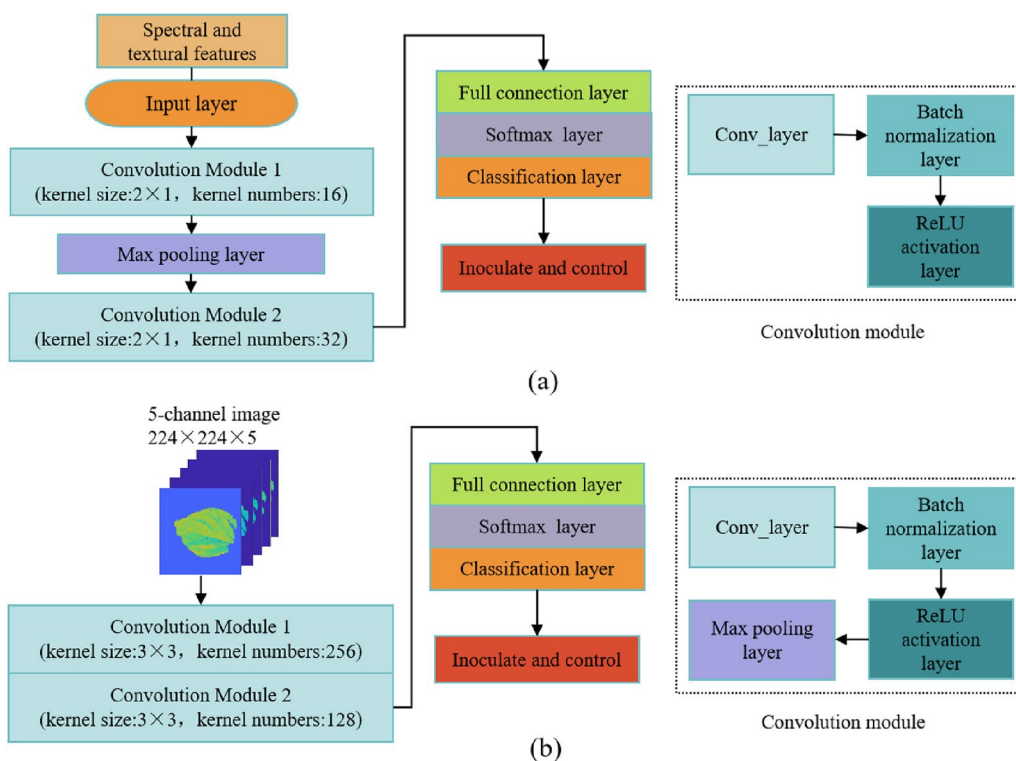 Spectral and
textural features
Input layer
Convolution Module 1
(kernel size:2×1，kernel numbers:16)
Max pooling layer
Convolution Module 2
(kernel size:2×1，kernel numbers:32)
Full connection layer
Softmax layer
Classification layer
Inoculate and control
Conv_layer
Batch
normalization
layer
ReLU
activation
layer
Convolution module
(a)
5-channel image
224×224×5
Convolution Module 1
(kernel size:3×3，kernel numbers:256)
Convolution Module 2
(kernel size:3×3，kernel numbers:128)
Full connection layer
Softmax layer
Classification layer
Inoculate and control
Conv_layer
Batch
normalization
layer
Max pooling
layer
ReLU
activation
layer
Convolution module
(b)